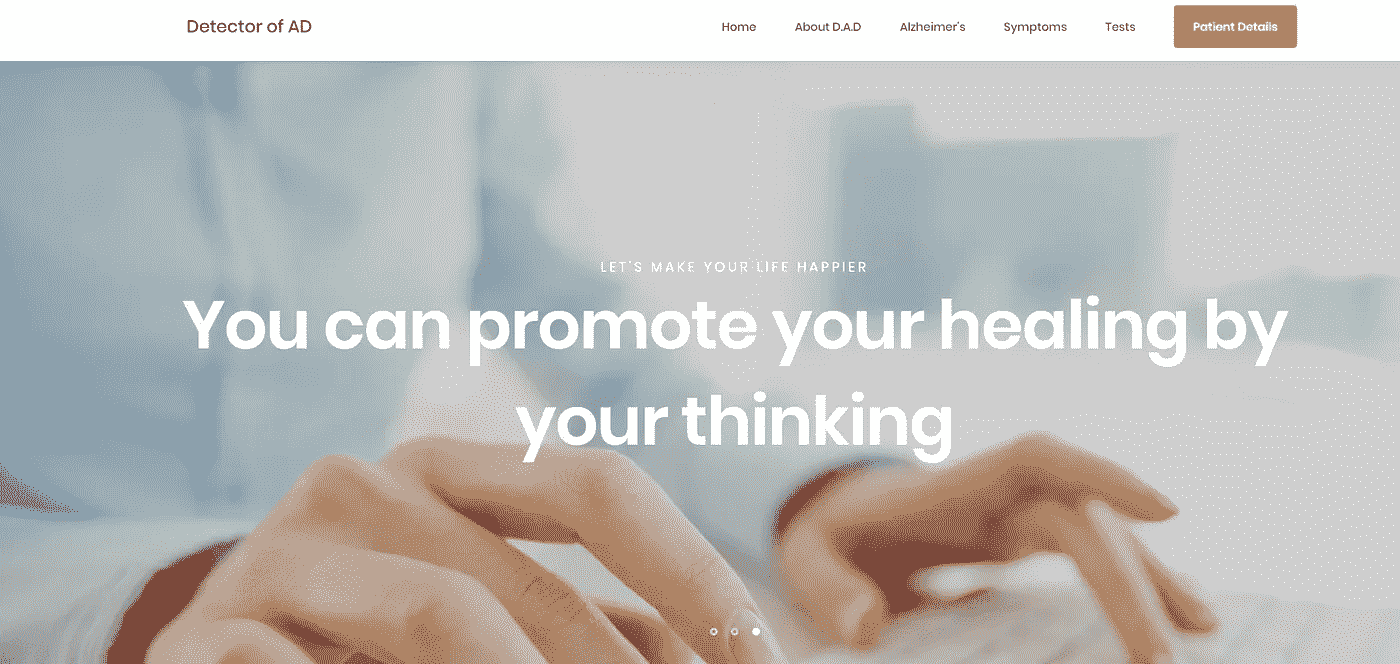 Detector of AD
Home About D.A.D Alzheimer's Symptoms Tests Patient Details
LET'S MAKE YOUR LIFE HAPPIER
You can promote your healing by
your thinking